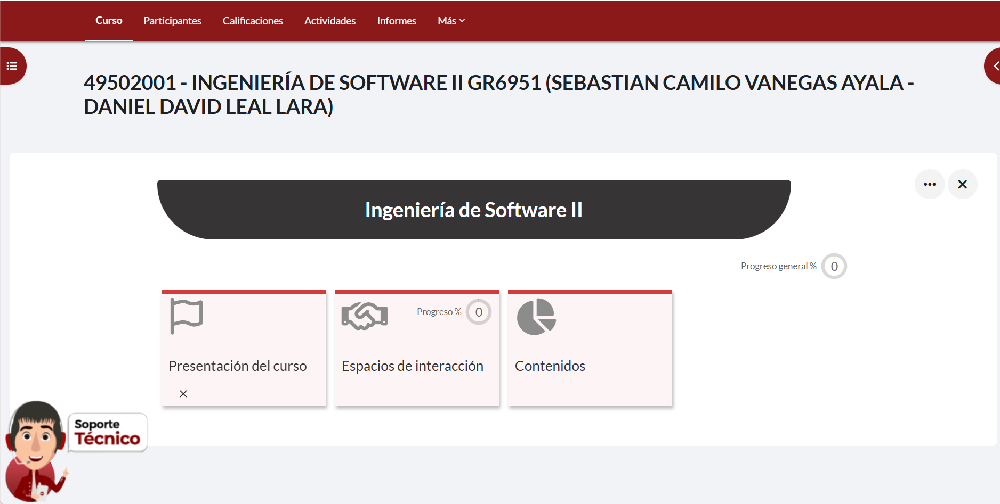 Curso
Participantes
Calificaciones
Actividades
Informes
Más
49502001 - INGENIERÍA DE SOFTWARE II GR6951 (SEBASTIAN CAMILO VANEGAS AYALA -
DANIEL DAVID LEAL LARA)
Ingeniería de Software II
Progreso general %
0
Presentación del curso
Progreso %
0
Espacios de interacción
Contenidos
Soporte
Técnico